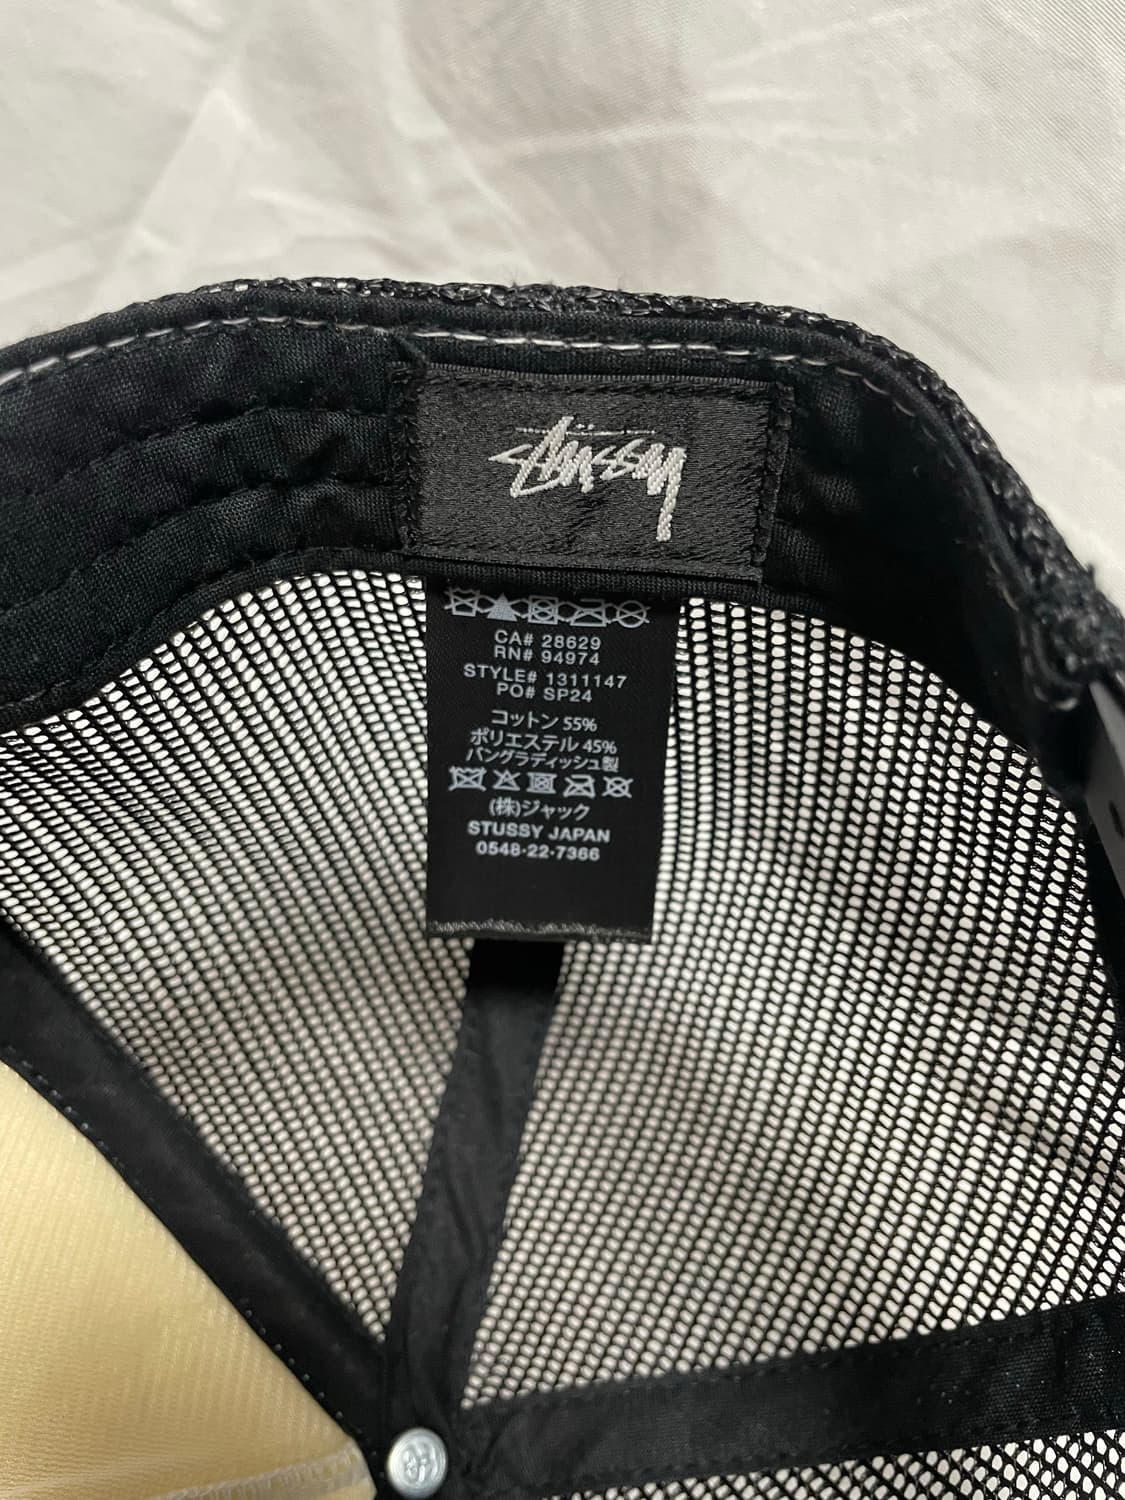 Stüssy
CA# 28629
RN# 94974
STYLE# 1311147
PO# SP24
コットン 55%
ポリエステル 45%
バングラディッシュ製
(株)ジャック
STUSSY JAPAN
0548-22-7366